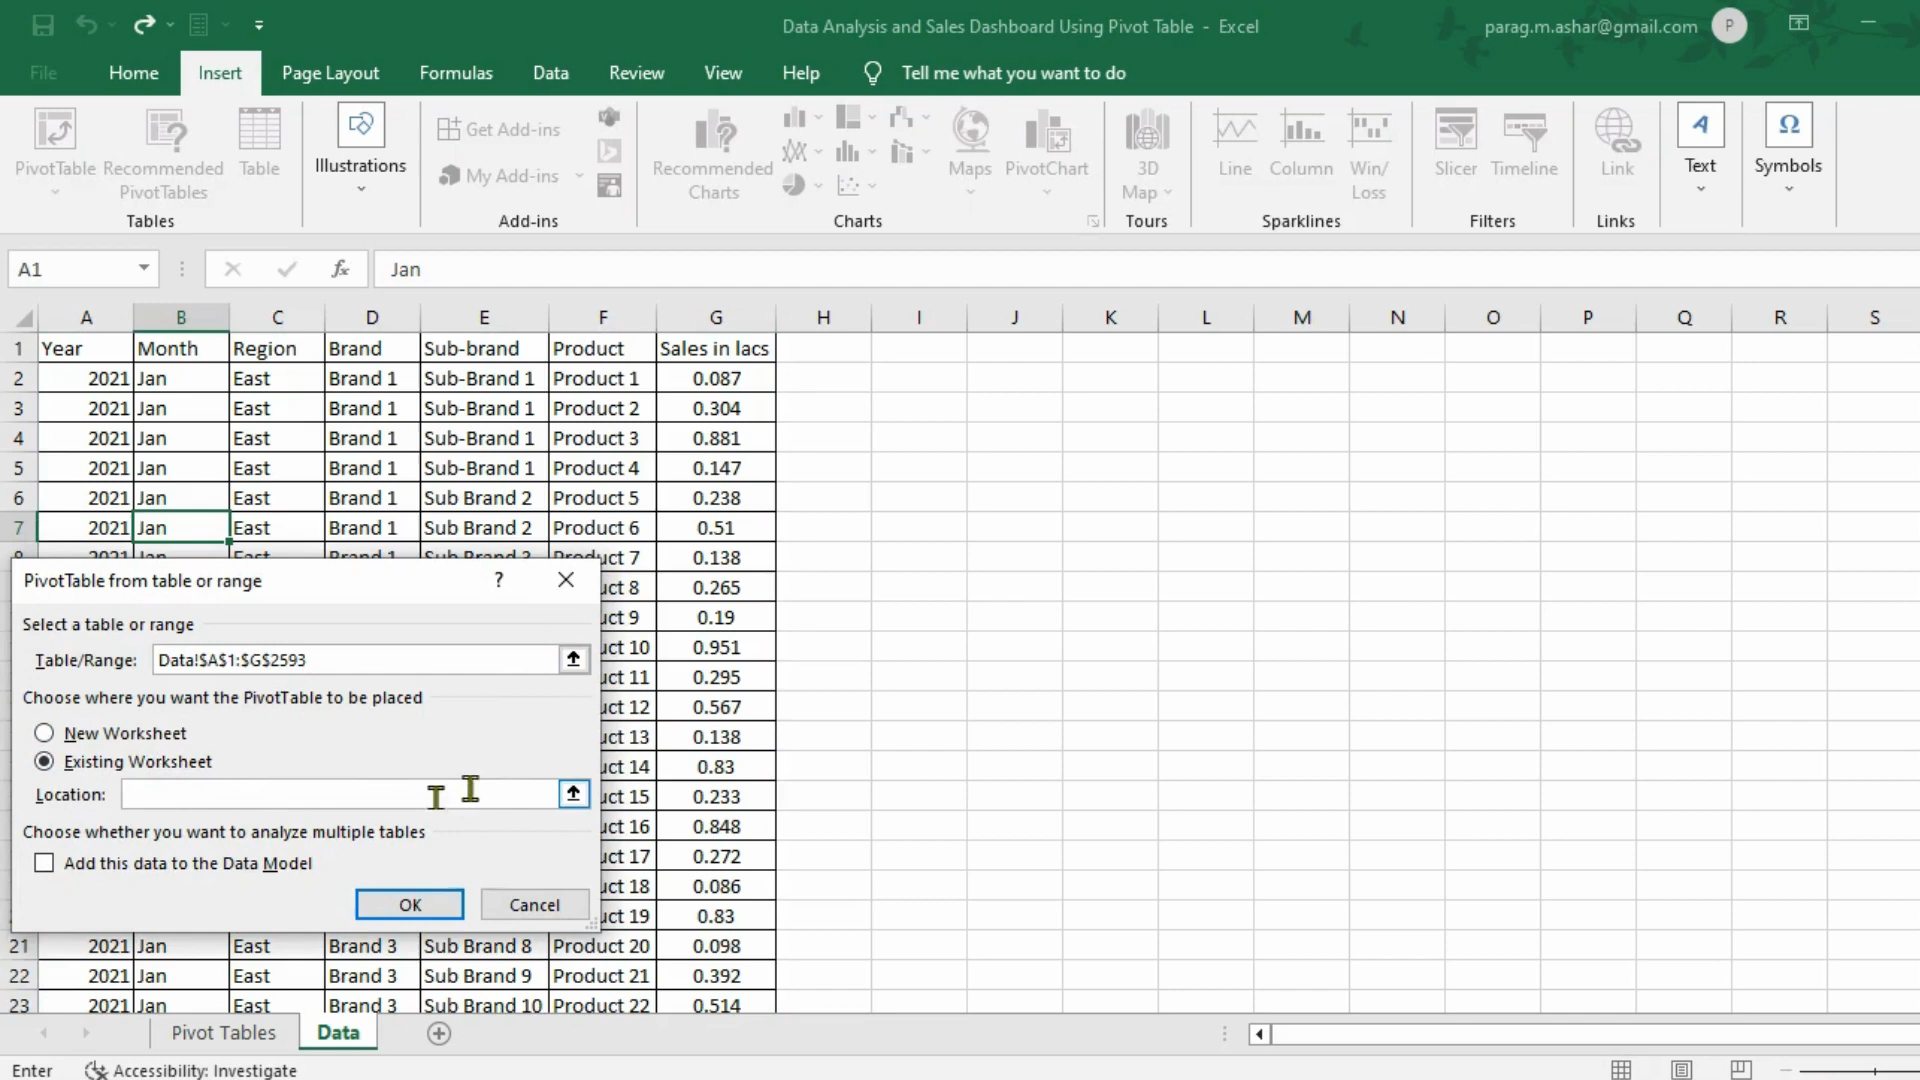 Data Analysis and Sales Dashboard Using Pivot Table - Excel
parag.m.ashar@gmail.com
P
File Home Insert Page Layout Formulas Data Review View Help Tell me what you want to do
PivotTable
Recommended PivotTables
Table
Illustrations
Get Add-ins
My Add-ins
Recommended Charts
Maps
PivotChart
3D Map
Line
Column
Win/ Loss
Slicer
Timeline
Link
Text
Symbols
Tables
Add-ins
Charts
Tours
Sparklines
Filters
Links
A1
fx
Jan
A B C D E F G H I J K L M N O P Q R S
1 Year Month Region Brand Sub-brand Product Sales in lacs
2 2021 Jan East Brand 1 Sub-Brand 1 Product 1 0.087
3 2021 Jan East Brand 1 Sub-Brand 1 Product 2 0.304
4 2021 Jan East Brand 1 Sub-Brand 1 Product 3 0.881
5 2021 Jan East Brand 1 Sub-Brand 1 Product 4 0.147
6 2021 Jan East Brand 1 Sub Brand 2 Product 5 0.238
7 2021 Jan East Brand 1 Sub Brand 2 Product 6 0.51
uct 7 0.138
uct 8 0.265
uct 9 0.19
uct 10 0.951
uct 11 0.295
uct 12 0.567
uct 13 0.138
uct 14 0.83
uct 15 0.233
uct 16 0.848
uct 17 0.272
uct 18 0.086
uct 19 0.83
PivotTable from table or range ?
Select a table or range
Table/Range: Data!$A$1:$G$2593
Choose where you want the PivotTable to be placed
New Worksheet
Existing Worksheet
Location:
Choose whether you want to analyze multiple tables
Add this data to the Data Model
OK Cancel
21 2021 Jan East Brand 3 Sub Brand 8 Product 20 0.098
22 2021 Jan East Brand 3 Sub Brand 9 Product 21 0.392
23 2021 Jan East Brand 3 Sub Brand 10 Product 22 0.514
Pivot Tables Data
Enter Accessibility: Investigate